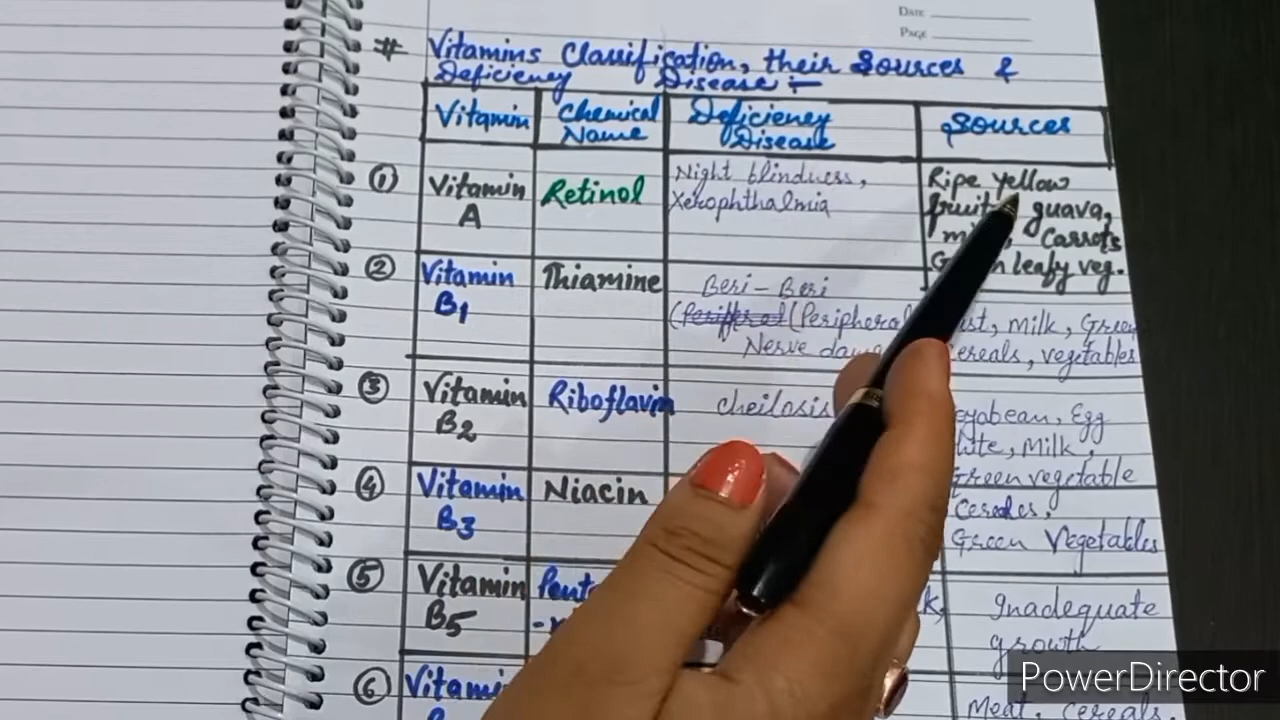 DATE
PAGE
# Vitamins Classification, their Sources &
Deficiency Disease :-
Vitamin
Chemical
Name
Deficiency
Disease
Sources
①
Vitamin
A
Retinol
Night blindness,
Xerophthalmia
Ripe yellow
fruits guava,
Carrots
Green leafy veg.
②
Vitamin
B1
Thiamine
Beri-Beri
(Peripheral
Nerve
Milk, Green
cereals, vegetables
③
Vitamin
B2
Riboflavin
Cheilosis
Egg
Milk,
Green vegetable
④
Vitamin
B3
Niacin
Green Vegetables
⑤
Vitamin
B5
Inadequate
growth
⑥
Vitamin
Meat, cereals,
PowerDirector